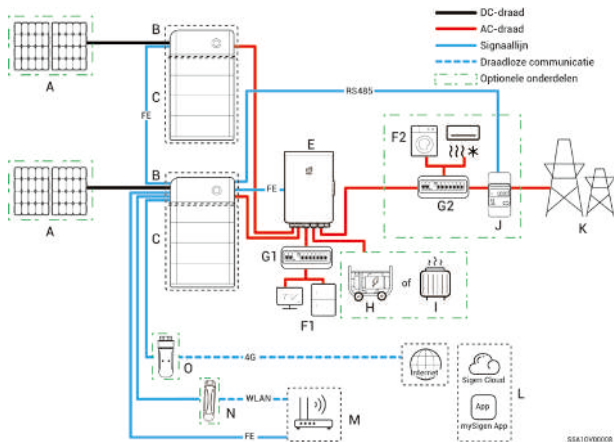 DC-draad
AC-draad
Signaallijn
Draadloze communicatie
Optionele onderdelen
B
A
C
FE
RS485
E
F2
B
A
C
FE
G2
J
K
G1
F1
H
of
I
O
4G
Internet
Sigen Cloud
L
App
mySigen App
N
WLAN
M
FE